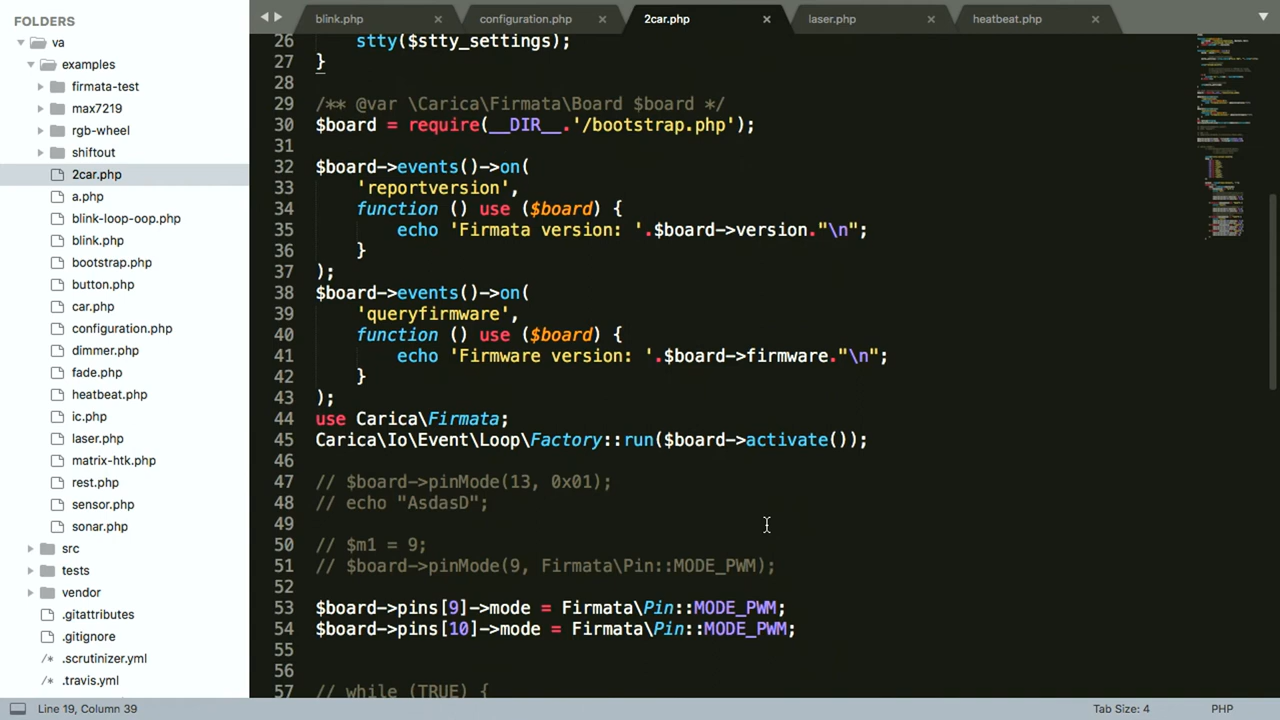 FOLDERS
va
examples
firmata-test
max7219
rgb-wheel
shiftout
2car.php
a.php
blink-loop-oop.php
blink.php
bootstrap.php
button.php
car.php
configuration.php
dimmer.php
fade.php
heatbeat.php
ic.php
laser.php
matrix-htk.php
rest.php
sensor.php
sonar.php
src
tests
vendor
.gitattributes
.gitignore
/* .scrutinizer.yml
/* .travis.yml
blink.php × configuration.php × 2car.php × laser.php × heatbeat.php ×
26 stty($stty_settings);
27 }
28
29 /** @var \Carica\Firmata\Board $board */
30 $board = require(__DIR__.'/bootstrap.php');
31
32 $board->events()->on(
33 'reportversion',
34 function () use ($board) {
35 echo 'Firmata version: '.$board->version."\n";
36 }
37 );
38 $board->events()->on(
39 'queryfirmware',
40 function () use ($board) {
41 echo 'Firmware version: '.$board->firmware."\n";
42 }
43 );
44 use Carica\Firmata;
45 Carica\Io\Event\Loop\Factory::run($board->activate());
46
47 // $board->pinMode(13, 0x01);
48 // echo "AsdasD";
49
50 // $m1 = 9;
51 // $board->pinMode(9, Firmata\Pin::MODE_PWM);
52
53 $board->pins[9]->mode = Firmata\Pin::MODE_PWM;
54 $board->pins[10]->mode = Firmata\Pin::MODE_PWM;
55
56
57 // while (TRUE) {
Line 19, Column 39
Tab Size: 4
PHP